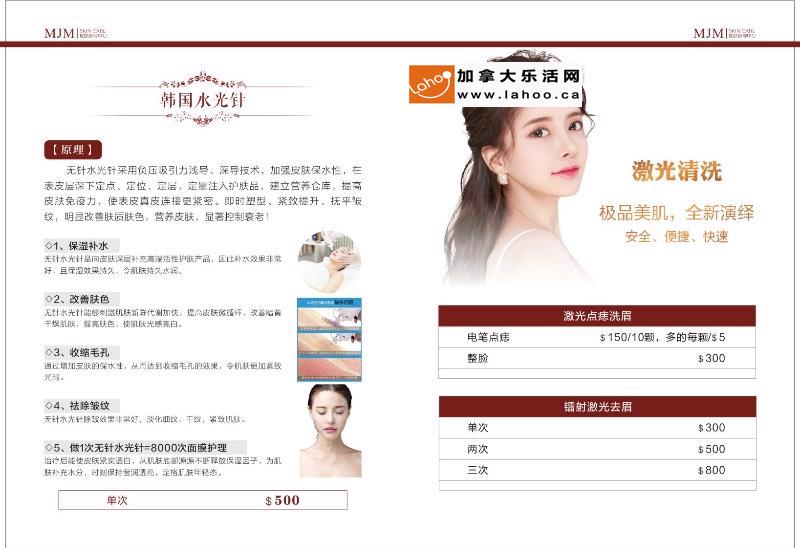 MJM SKIN CARE
韩国水光针
【原理】
无针水光针采用负压吸引力浅导、深导技术，加强皮肤保水性，在
表皮层深下定点、定位、定层、定量注入护肤品，建立营养仓库，提高
皮肤免疫力，使表皮真皮连接更紧密。即时塑型、紧致提升、抚平皱
纹，明显改善肤质肤色，营养皮肤，显著控制衰老！
◇1、保湿补水
无针水光针是向皮肤深层补充高端活性护肤产品，因此补水效果非常
好，且保湿效果持久，令肌肤持久水润。
◇2、改善肤色
无针水光针能够刺激肌肤新陈代谢加快，提高皮肤微循环，改善暗黄
干燥肌肤，提亮肤色，使肌肤光感亮白。
◇3、收缩毛孔
通过增加皮肤的保水性，从而达到收缩毛孔的效果，令肌肤更加紧致
光滑。
◇4、祛除皱纹
无针水光针除皱效果非常好，淡化细纹、干纹，紧致肌肤。
◇5、做1次无针水光针=8000次面膜护理
治疗后能使皮肤紧实透白，从肌肤底部源源不断释放保湿因子，为肌
肤补充水分，时刻保持莹润透亮，定格肌肤年轻态。
单次 $500
MJM SKIN CARE
Lahoo 加拿大乐活网
www.lahoo.ca
激光清洗
极品美肌，全新演绎
安全、便捷、快速
激光点痣洗眉
电笔点痣 $150/10颗，多的每颗/$5
整脸 $300
镭射激光去眉
单次 $300
两次 $500
三次 $800